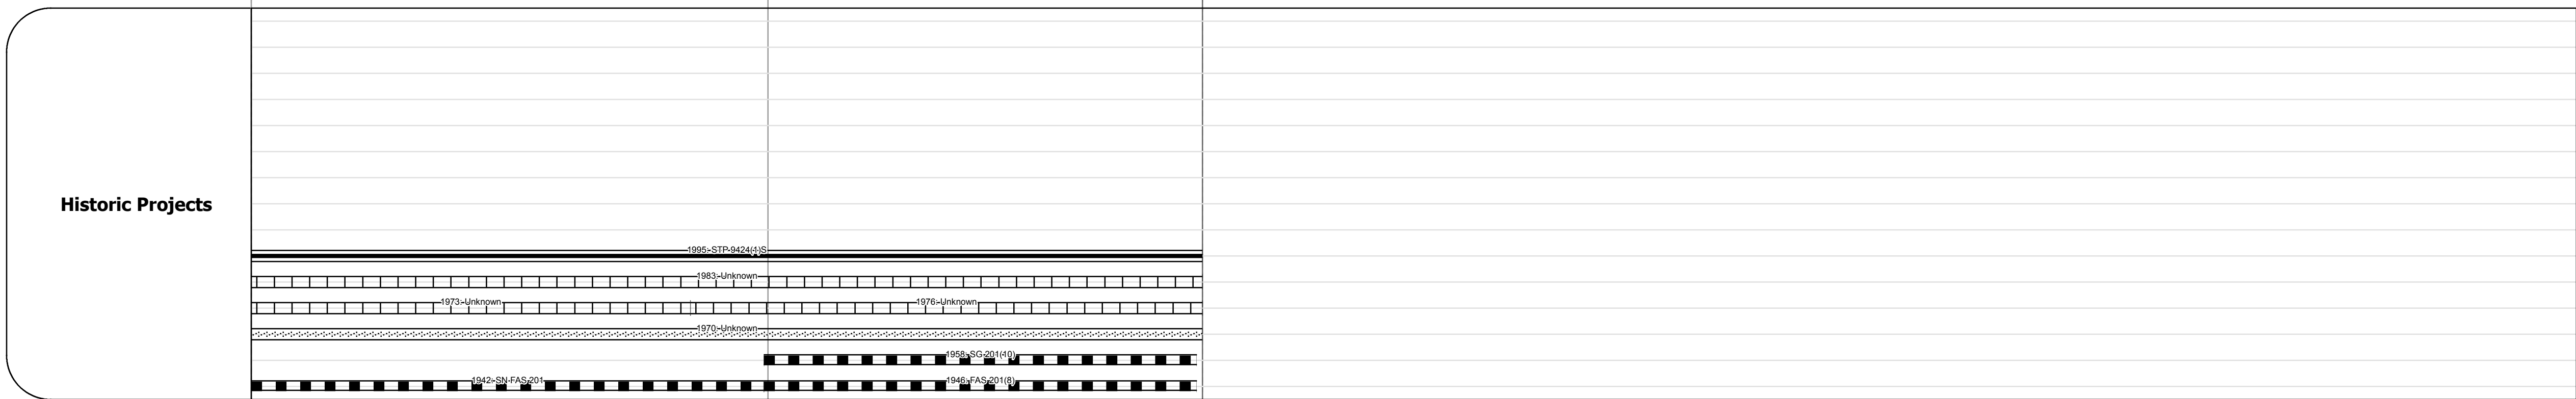 Historic Projects
1995: STP-9424(1)S
1983: Unknown
1973: Unknown
1976: Unknown
1970: Unknown
1958: SG-201(10)
1942: SN-FAS-201
1946: FAS-201(8)